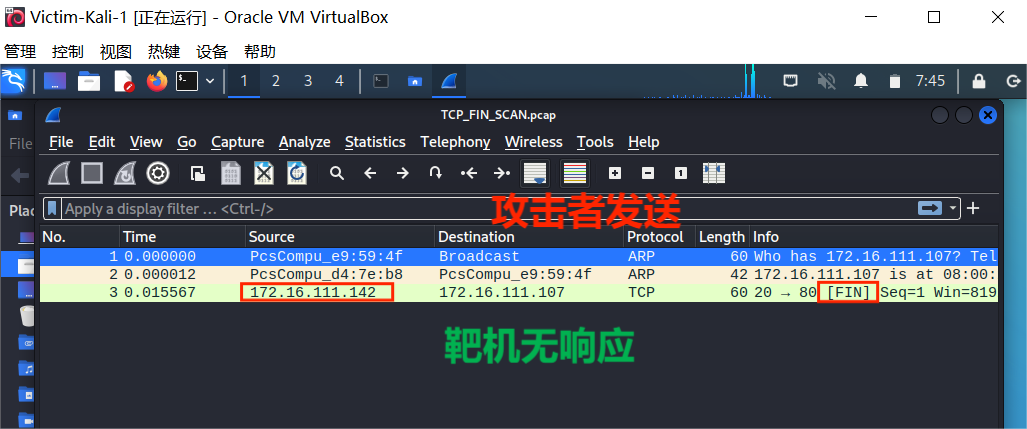 Victim-Kali-1 [正在运行] - Oracle VM VirtualBox
管理 控制 视图 热键 设备 帮助
1 2 3 4 7:45
TCP_FIN_SCAN.pcap
File
File Edit View Go Capture Analyze Statistics Telephony Wireless Tools Help
Plac
Apply a display filter … <Ctrl-/>
攻击者发送
No. Time Source Destination Protocol Length Info
1 0.000000 PcsCompu_e9:59:4f Broadcast ARP 60 Who has 172.16.111.107? Tel
2 0.000012 PcsCompu_d4:7e:b8 PcsCompu_e9:59:4f ARP 42 172.16.111.107 is at 08:00:
3 0.015567 172.16.111.142 172.16.111.107 TCP 60 20 → 80 [FIN] Seq=1 Win=819
靶机无响应